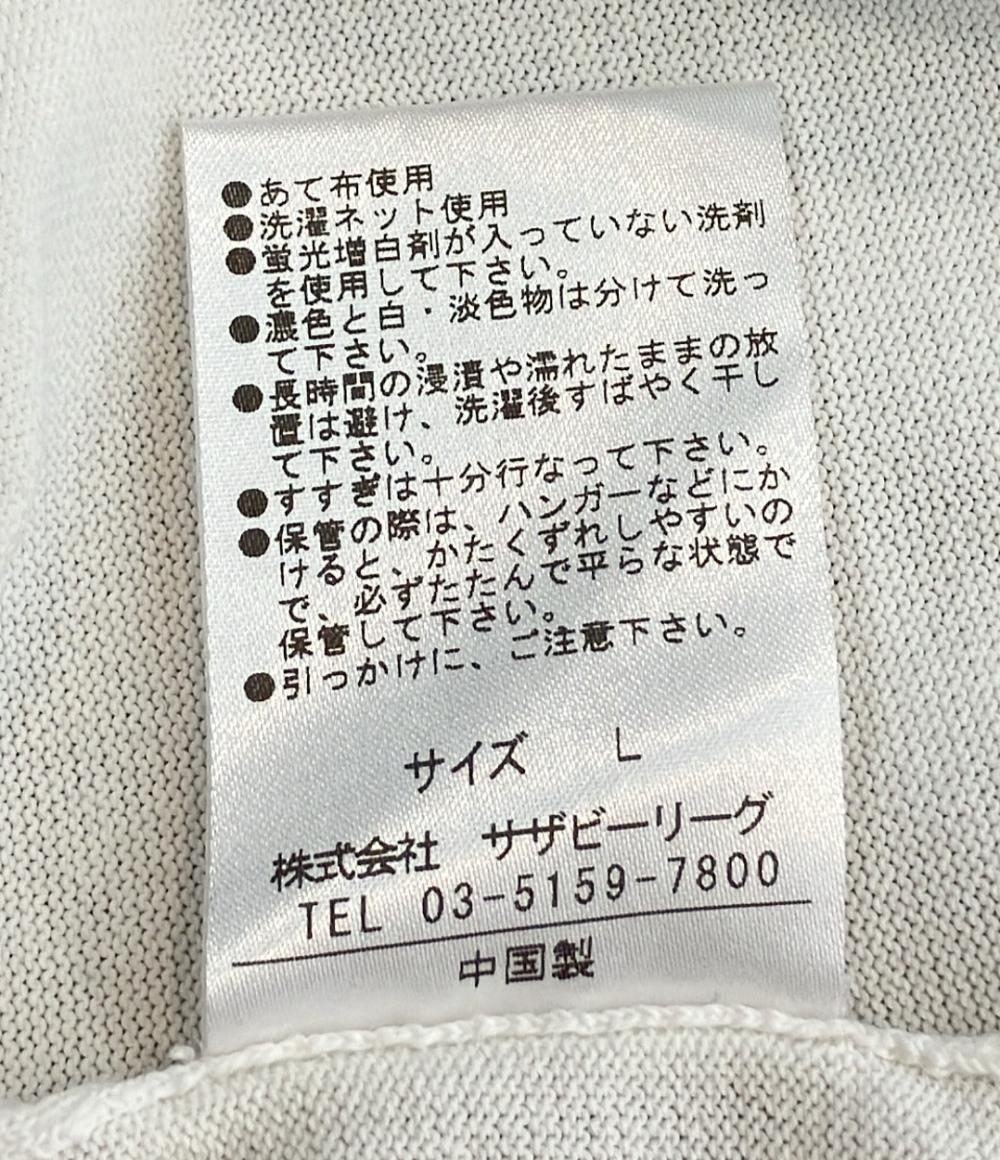 ●あて布使用
●洗濯ネット使用
●蛍光増白剤が入っていない洗剤
を使用して下さい。
●濃色と白・淡色物は分けて洗っ
て下さい。
●長時間の浸漬や濡れたままの放
置は避け、洗濯後すばやく干し
て下さい。
●すすぎは十分行なって下さい。
●保管の際は、ハンガーなどにか
けると、かたくずれしやすいの
で、必ずたたんで平らな状態で
保管して下さい。
●引っかけに、ご注意下さい。
サイズ L
株式会社 サザビーリーグ
TEL 03-5159-7800
中国製